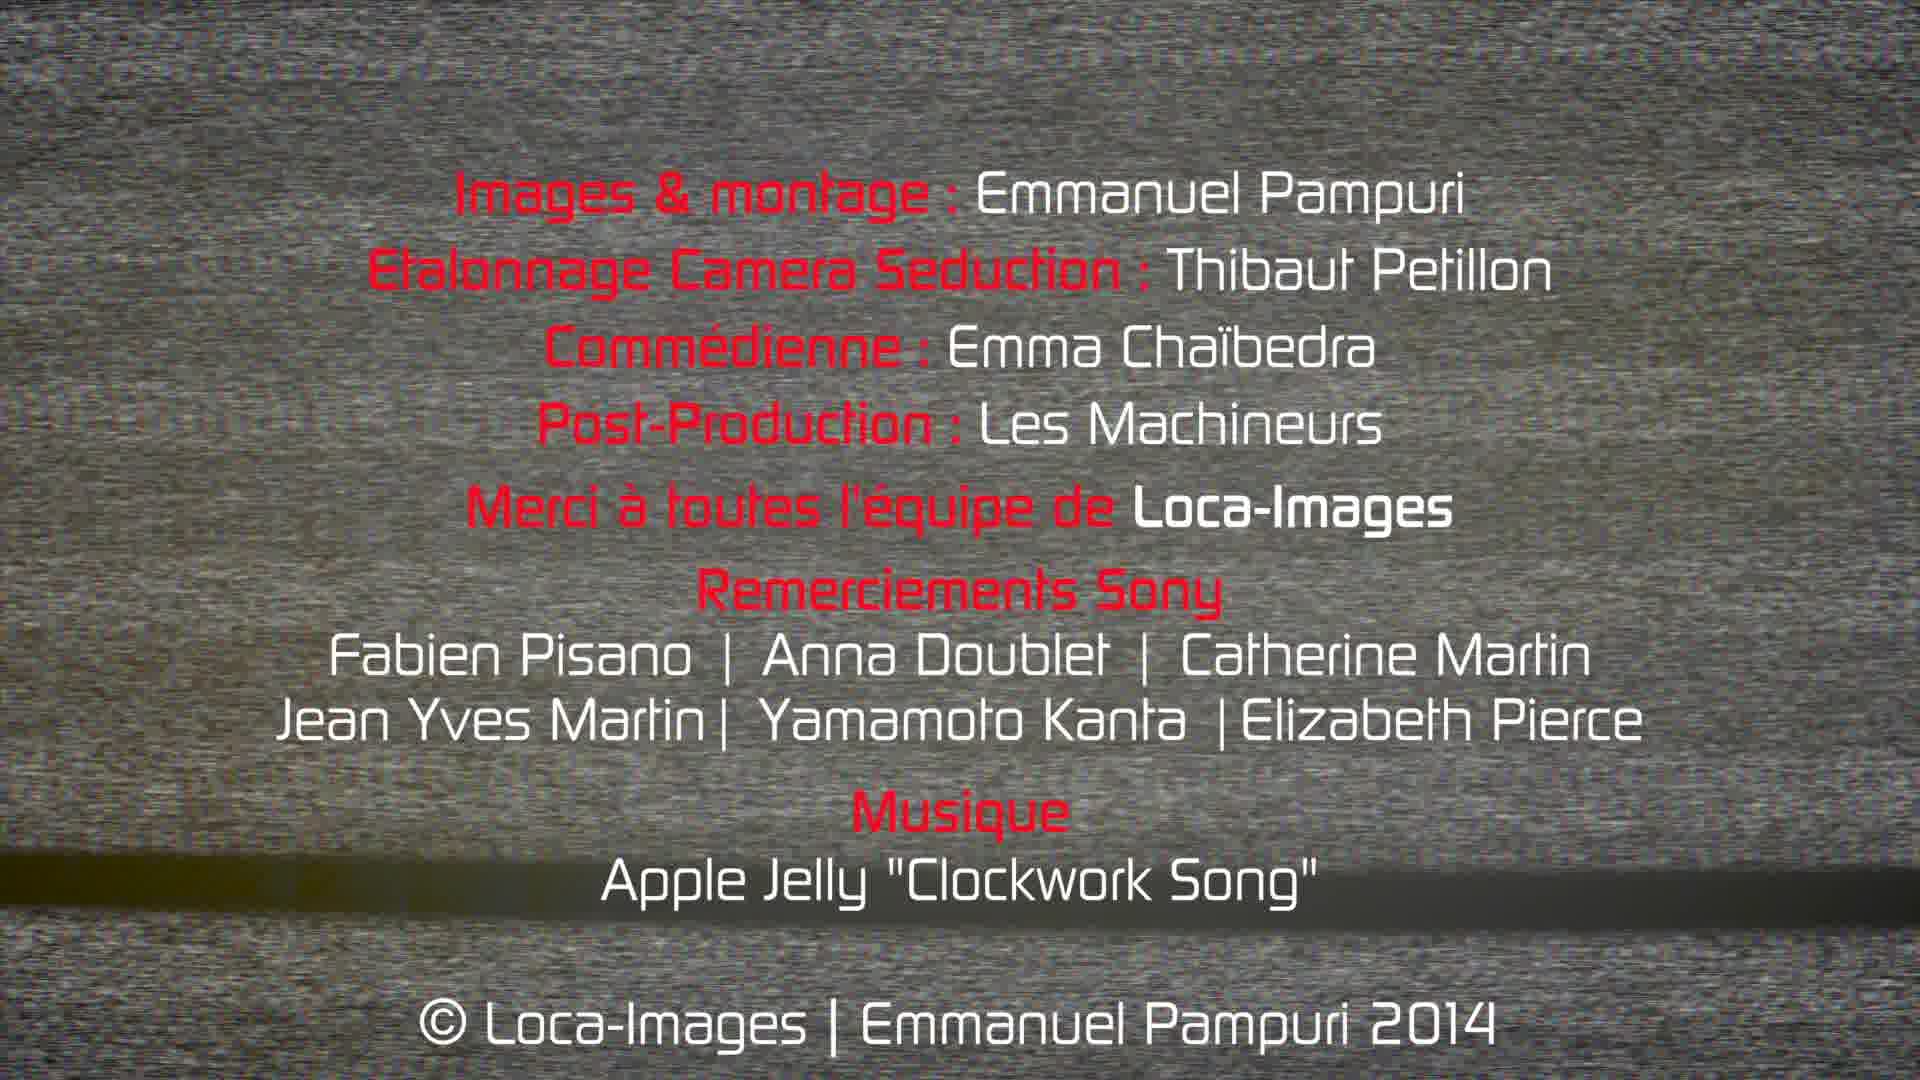 Images & montage : Emmanuel Pampuri
Etalonnage Camera Seduction : Thibaut Petillon
Commédienne : Emma Chaïbedra
Post-Production : Les Machineurs
Merci à toutes l'équipe de Loca-Images
Remerciements Sony
Fabien Pisano | Anna Doublet | Catherine Martin
Jean Yves Martin | Yamamoto Kanta | Elizabeth Pierce
Musique
Apple Jelly "Clockwork Song"
© Loca-Images | Emmanuel Pampuri 2014